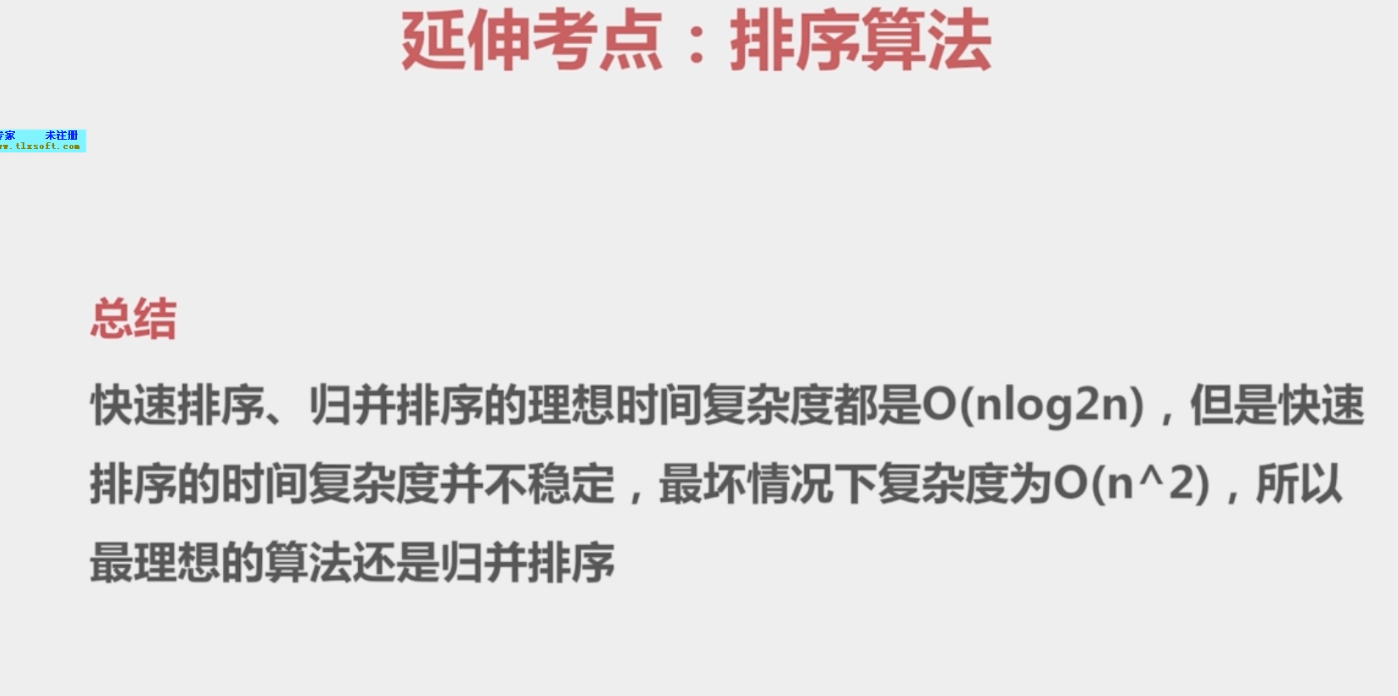 延伸考点：排序算法
家 未注册
w.tlxsoft.com
总结
快速排序、归并排序的理想时间复杂度都是O(nlog2n)，但是快速
排序的时间复杂度并不稳定，最坏情况下复杂度为O(n^2)，所以
最理想的算法还是归并排序